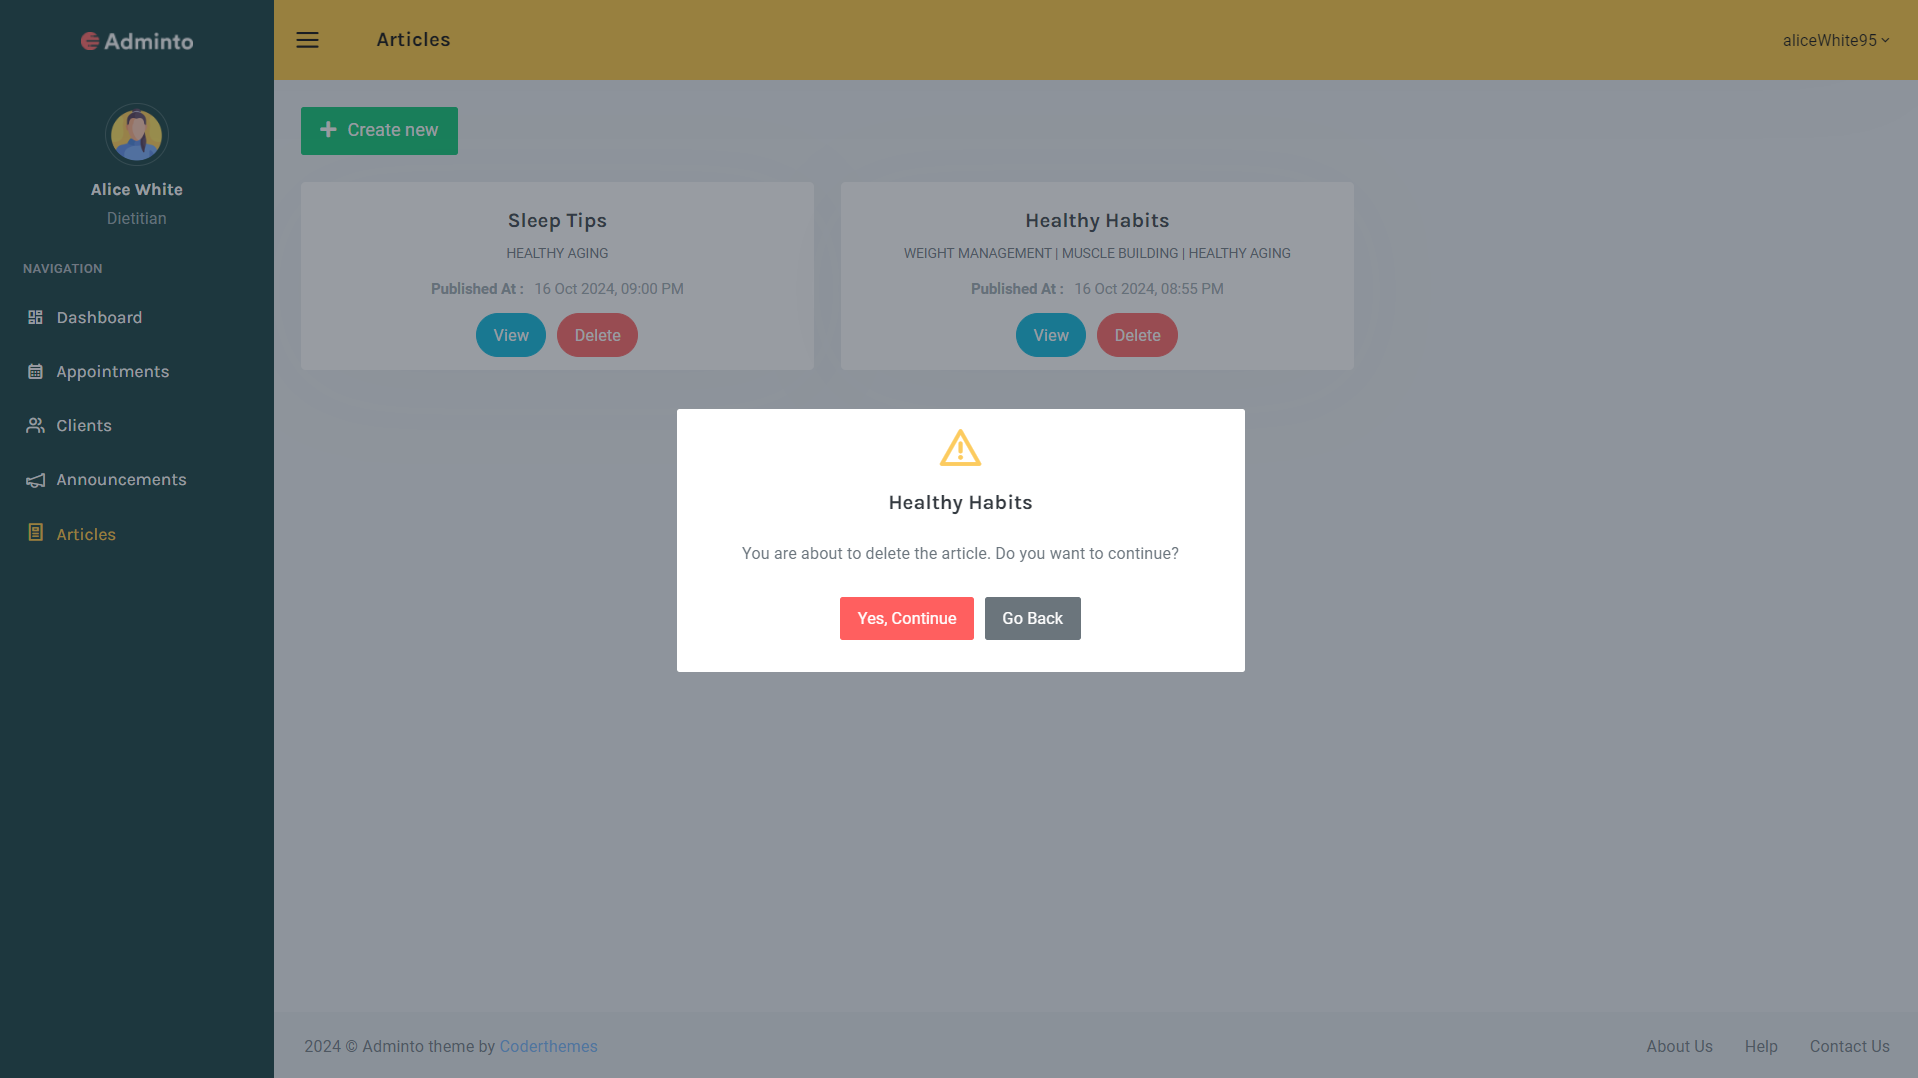 Adminto
Articles
aliceWhite95
Alice White
Dietitian
NAVIGATION
Dashboard
Appointments
Clients
Announcements
Articles
Create new
Sleep Tips
HEALTHY AGING
Published At : 16 Oct 2024, 09:00 PM
View Delete
Healthy Habits
WEIGHT MANAGEMENT | MUSCLE BUILDING | HEALTHY AGING
Published At : 16 Oct 2024, 08:55 PM
View Delete
Healthy Habits
You are about to delete the article. Do you want to continue?
Yes, Continue Go Back
2024 © Adminto theme by Coderthemes
About Us Help Contact Us